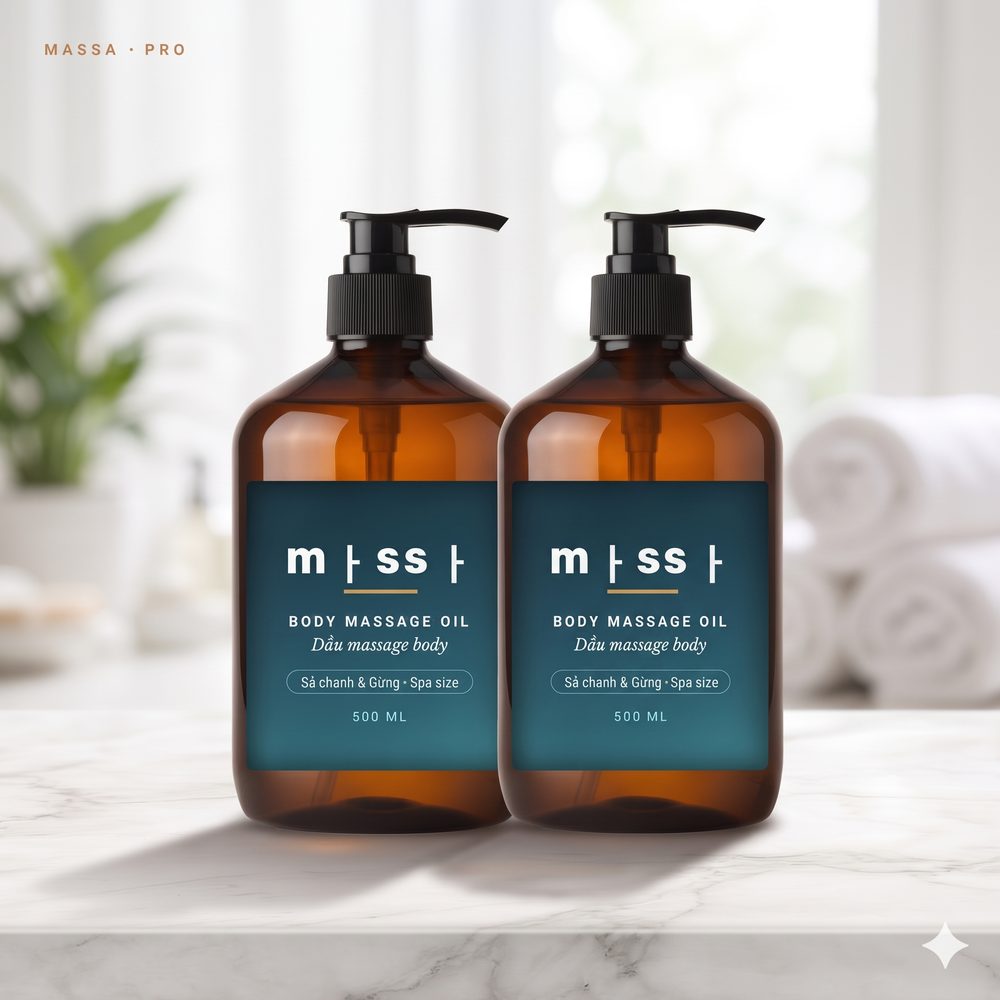 MASSA · PRO
m ⊦ ss ⊦
BODY MASSAGE OIL
Dầu massage body
Sả chanh & Gừng • Spa size
500 ML
m ⊦ ss ⊦
BODY MASSAGE OIL
Dầu massage body
Sả chanh & Gừng • Spa size
500 ML